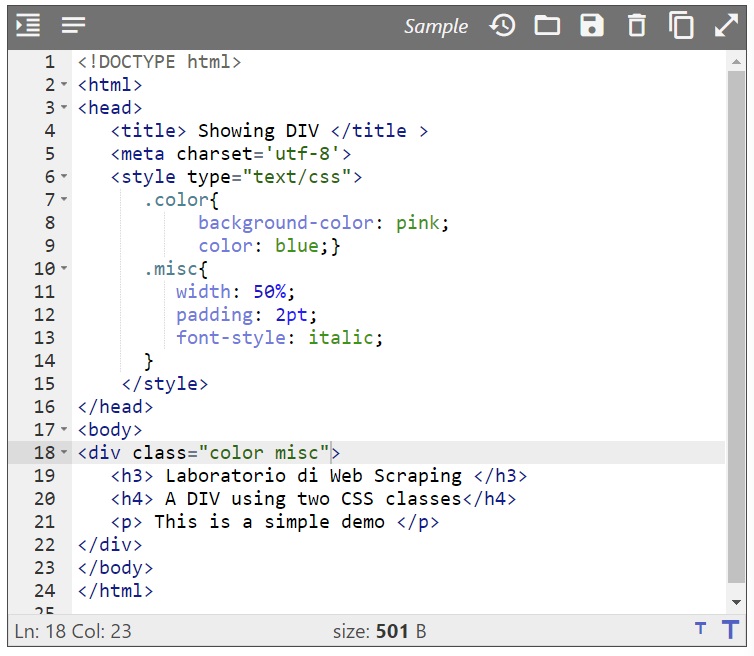 Sample
1 <!DOCTYPE html>
2 <html>
3 <head>
4    <title> Showing DIV </title >
5    <meta charset='utf-8'>
6    <style type="text/css">
7       .color{
8            background-color: pink;
9            color: blue;}
10       .misc{
11          width: 50%;
12          padding: 2pt;
13          font-style: italic;
14       }
15     </style>
16 </head>
17 <body>
18 <div class="color misc">
19    <h3> Laboratorio di Web Scraping </h3>
20    <h4> A DIV using two CSS classes</h4>
21    <p> This is a simple demo </p>
22 </div>
23 </body>
24 </html>
25
Ln: 18 Col: 23 size: 501 B T T